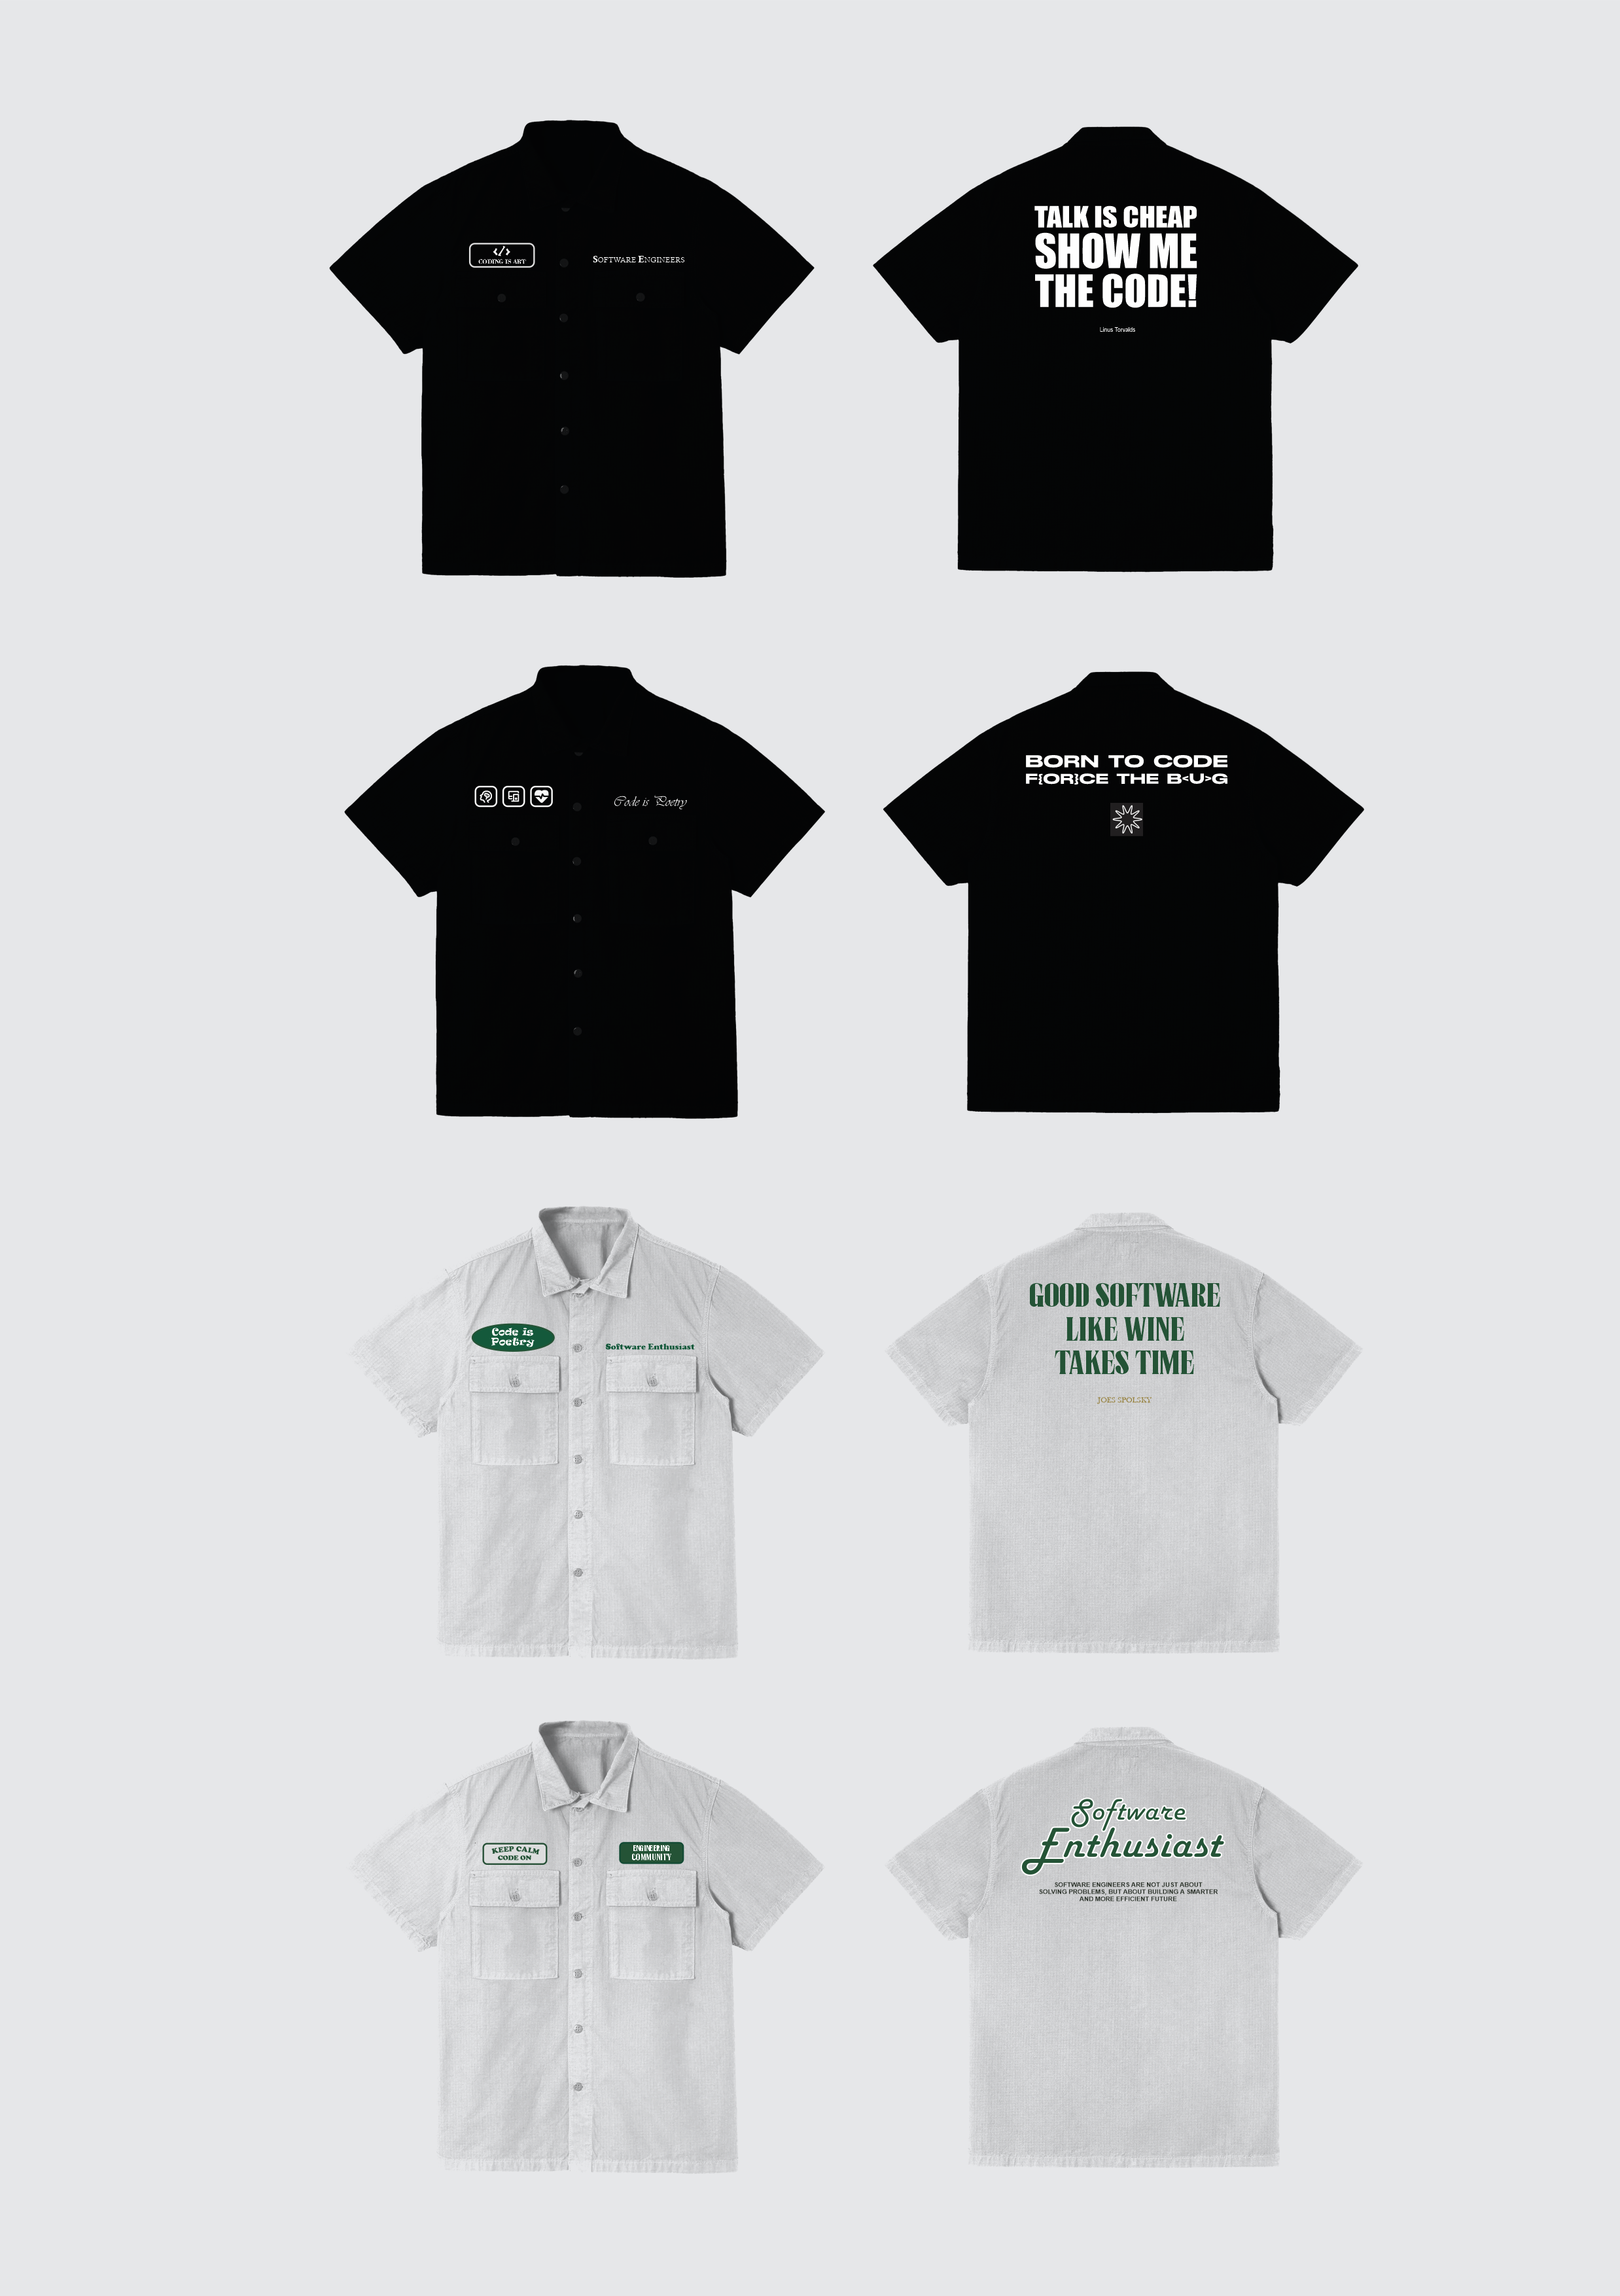 CODING IS ART
SOFTWARE ENGINEERS
TALK IS CHEAP
SHOW ME
THE CODE!
Linus Torvalds
Code is Poetry
BORN TO CODE
F{OR}CE THE B<U>G
Code is
Poetry
Software Enthusiast
GOOD SOFTWARE
LIKE WINE
TAKES TIME
JOES SPOLSKY
KEEP CALM
CODE ON
ENGINEERING
COMMUNITY
Software
Enthusiast
SOFTWARE ENGINEERS ARE NOT JUST ABOUT
SOLVING PROBLEMS, BUT ABOUT BUILDING A SMARTER
AND MORE EFFICIENT FUTURE